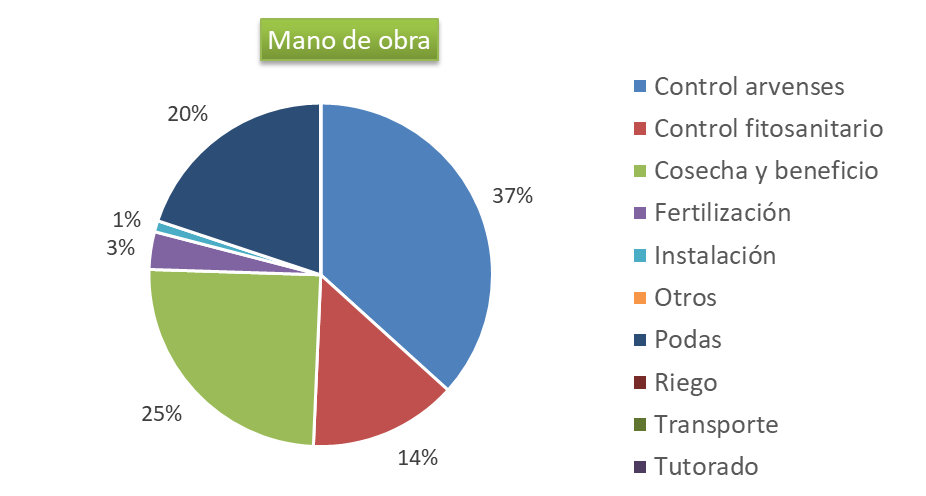 Mano de obra
20%
37%
1%
3%
25%
14%
Control arvenses
Control fitosanitario
Cosecha y beneficio
Fertilización
Instalación
Otros
Podas
Riego
Transporte
Tutorado